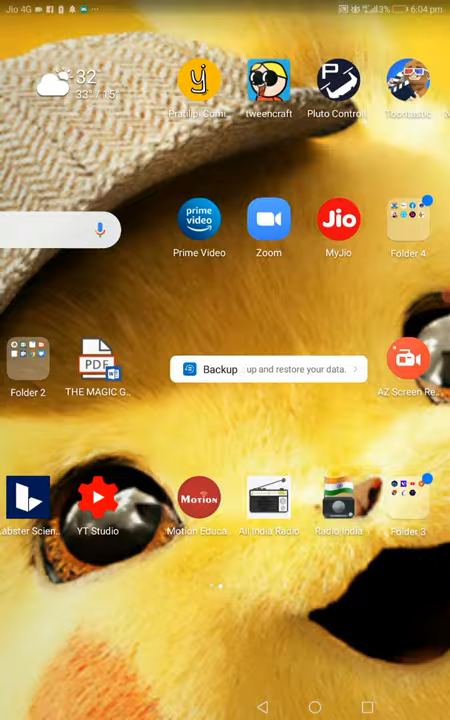 Jio 4G
13% 6:04 pm
32
33° / 15°
Pratilipi Comi..
tweencraft
Pluto Control
Toontastic
prime video
Prime Video
Zoom
Jio
MyJio
Folder 4
Folder 2
PDF
THE MAGIC G..
Backup up and restore your data.
AZ Screen Re..
Labster Scien..
YT Studio
MOTION
Motion Educa..
All India Radio
Radio India
Folder 3